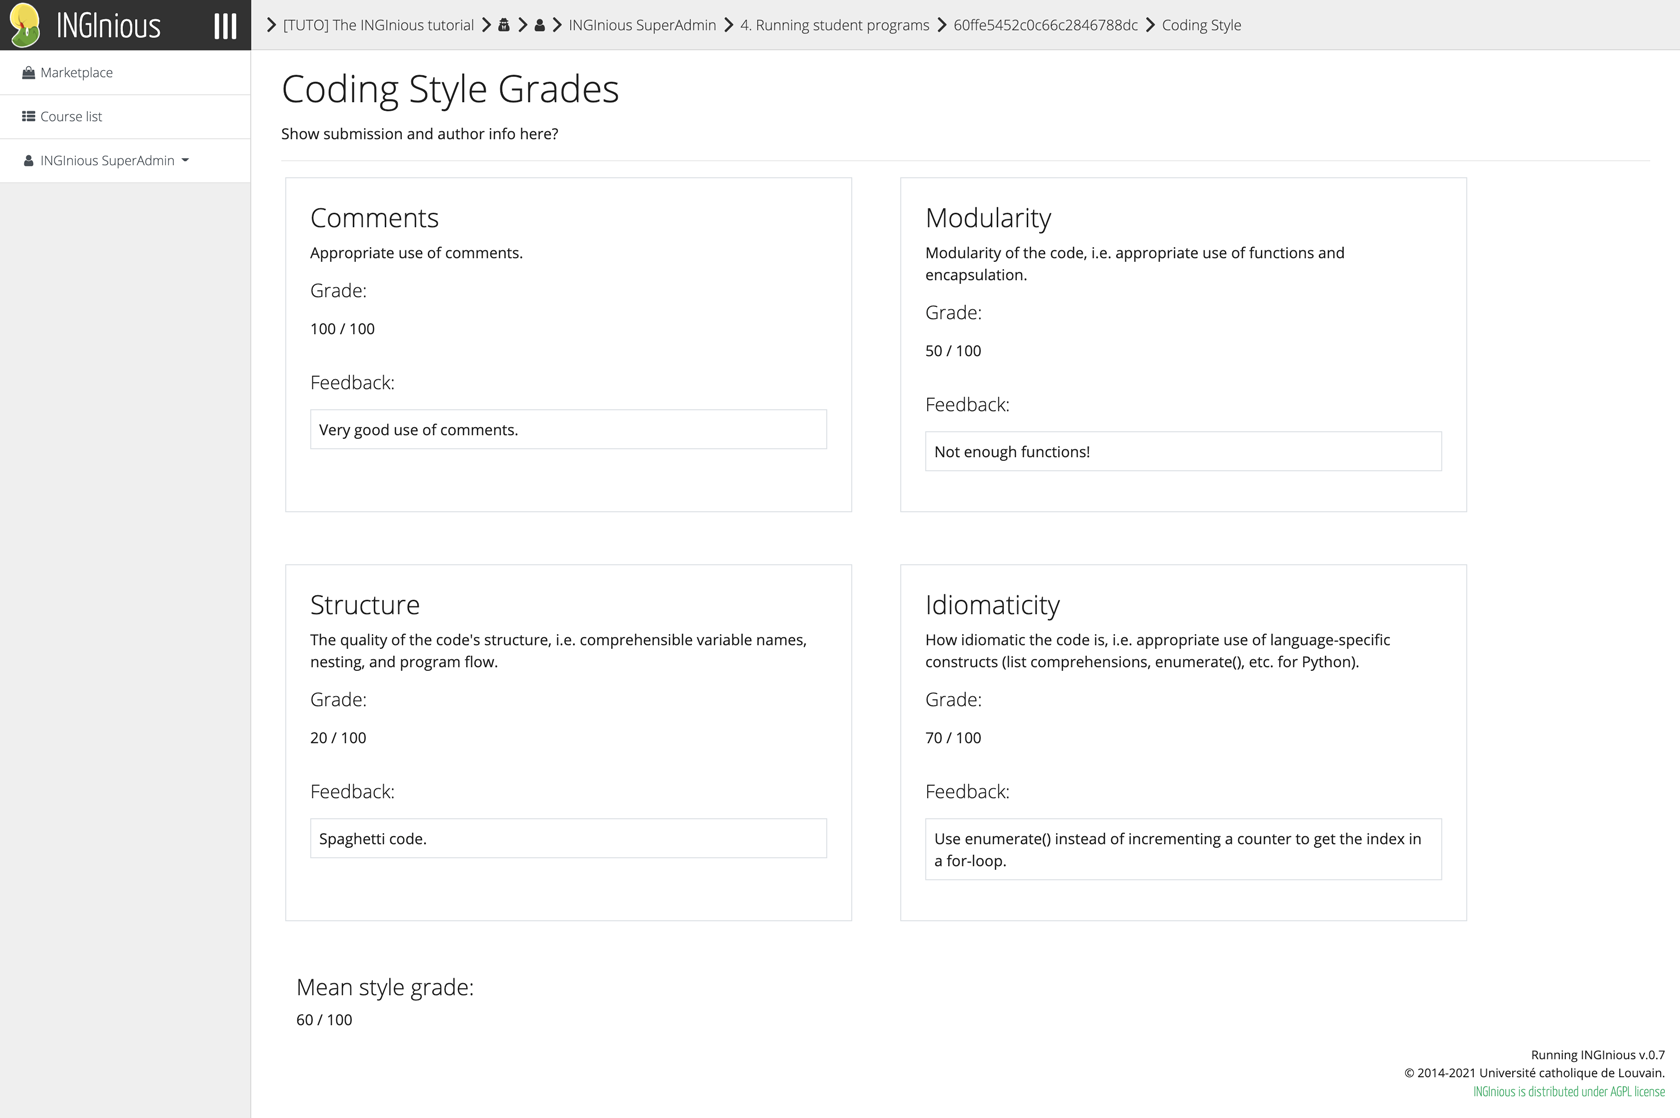 INGInious
[TUTO] The INGInious tutorial
INGInious SuperAdmin
4. Running student programs
60ffe5452c0c66c2846788dc
Coding Style
Marketplace
Course list
INGInious SuperAdmin
Coding Style Grades
Show submission and author info here?
Comments
Appropriate use of comments.
Grade:
100 / 100
Feedback:
Very good use of comments.
Modularity
Modularity of the code, i.e. appropriate use of functions and
encapsulation.
Grade:
50 / 100
Feedback:
Not enough functions!
Structure
The quality of the code's structure, i.e. comprehensible variable names,
nesting, and program flow.
Grade:
20 / 100
Feedback:
Spaghetti code.
Idiomaticity
How idiomatic the code is, i.e. appropriate use of language-specific
constructs (list comprehensions, enumerate(), etc. for Python).
Grade:
70 / 100
Feedback:
Use enumerate() instead of incrementing a counter to get the index in
a for-loop.
Mean style grade:
60 / 100
Running INGInious v.0.7
© 2014-2021 Université catholique de Louvain.
INGInious is distributed under AGPL license